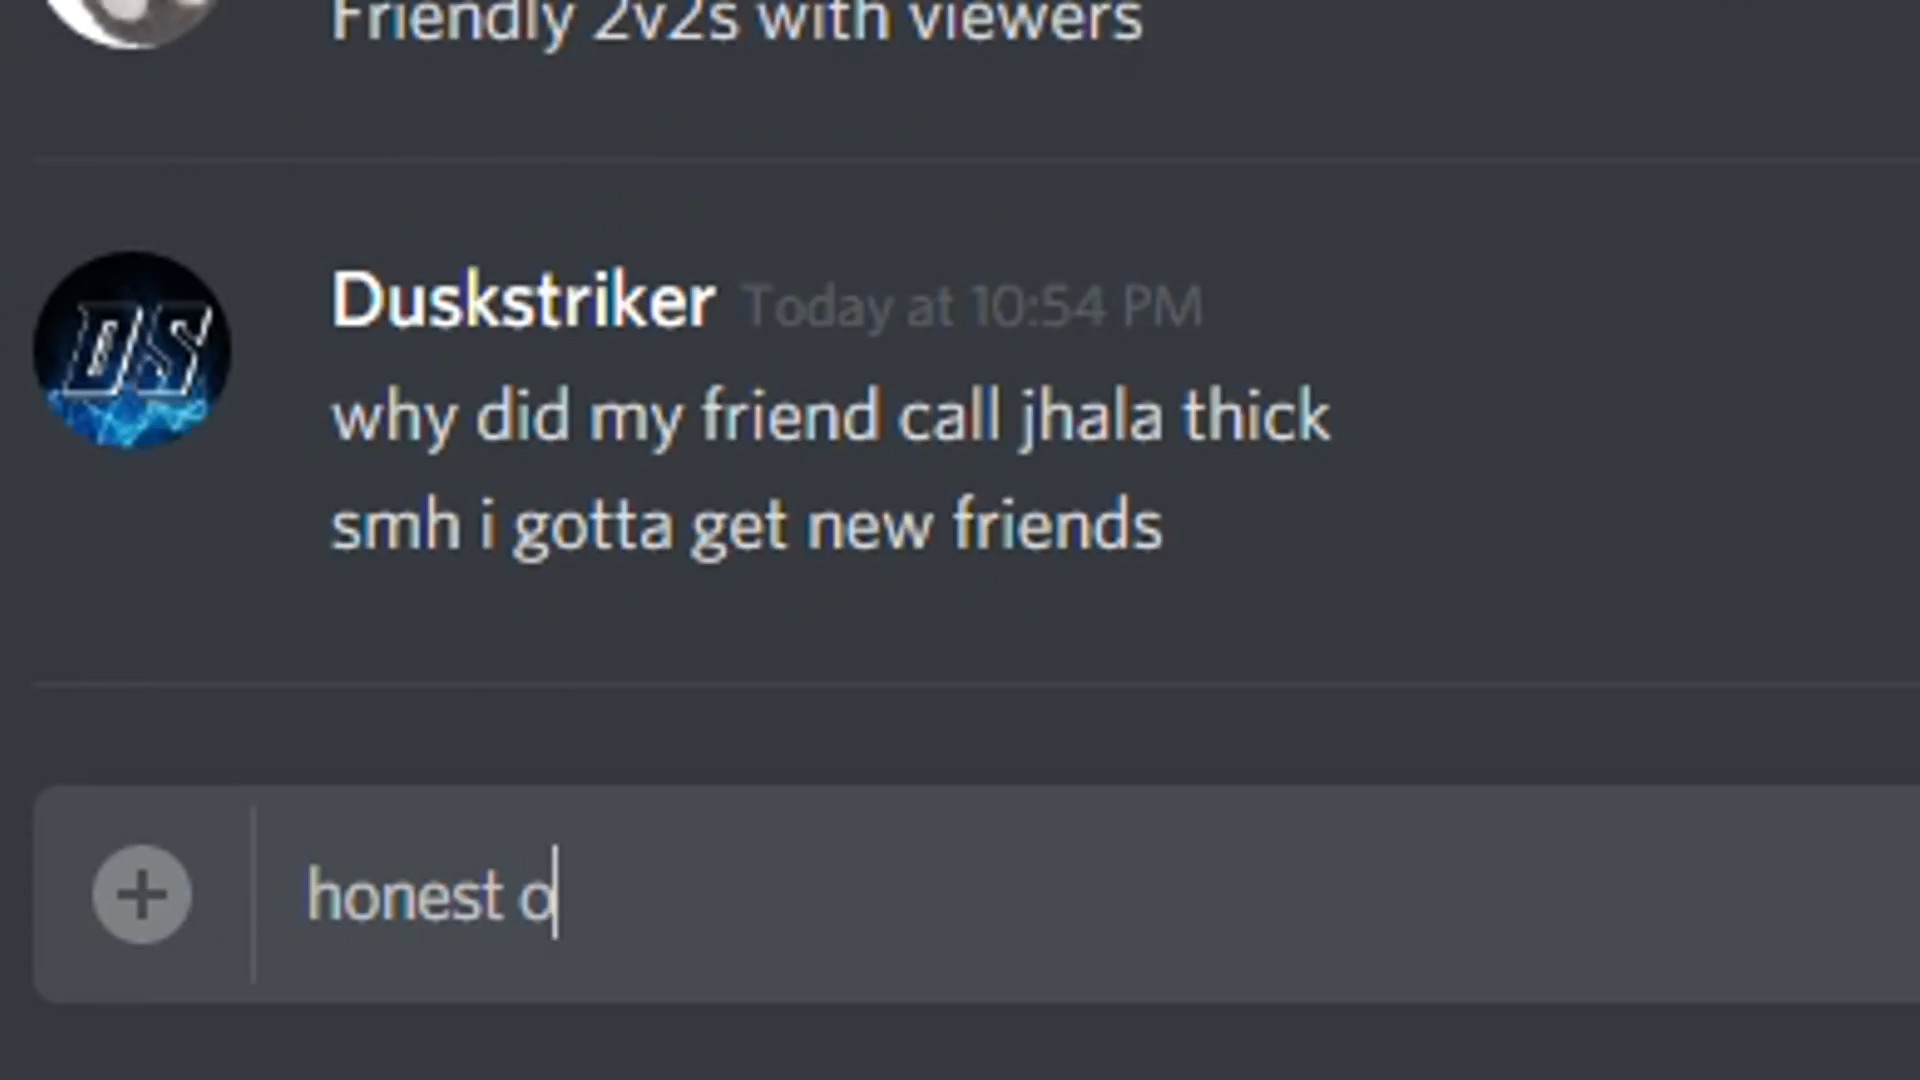 Friendly 2v2s with viewers
DS
Duskstriker Today at 10:54 PM
why did my friend call jhala thick
smh i gotta get new friends
honest o